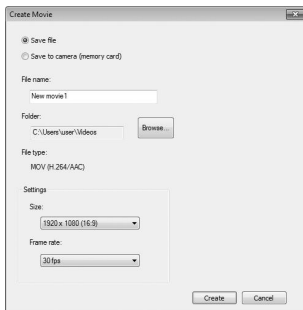 Create Movie
Save file
Save to camera (memory card)
File name:
New movie1
Folder:
C:\Users\user\Videos
Browse...
File type:
MOV (H.264/AAC)
Settings
Size:
1920 x 1080 (16:9)
Frame rate:
30 fps
Create
Cancel